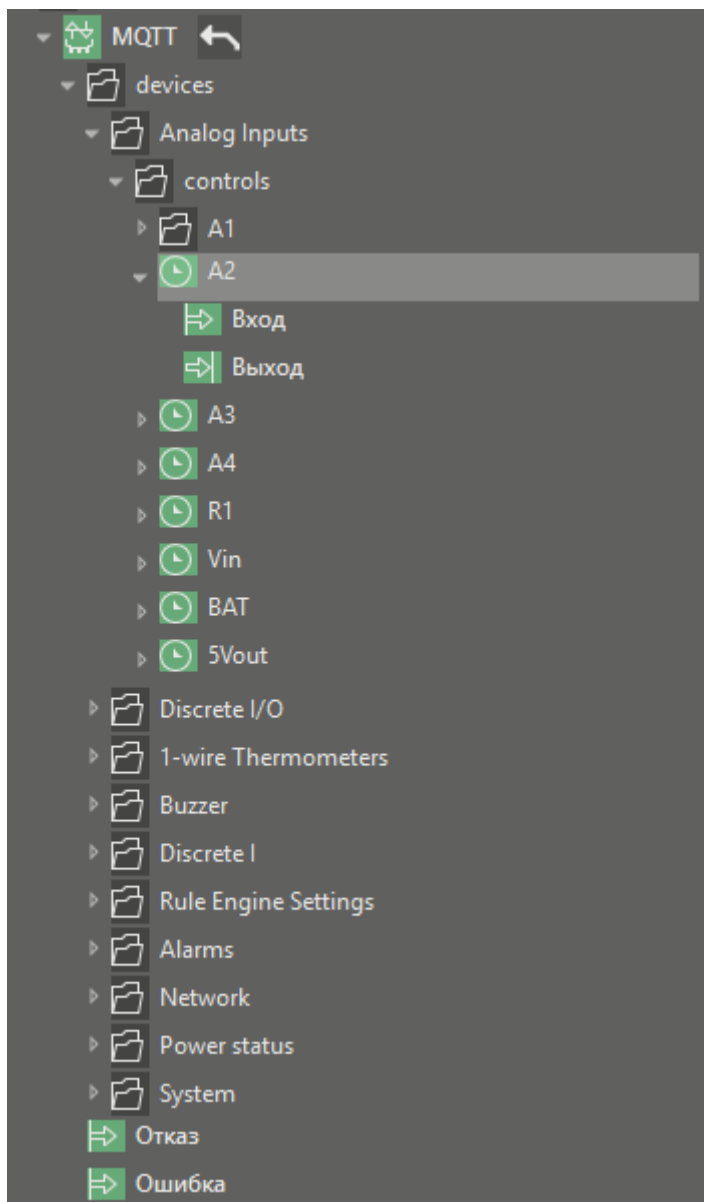 MQTT
devices
Analog Inputs
controls
A1
A2
Вход
Выход
A3
A4
R1
Vin
BAT
5Vout
Discrete I/O
1-wire Thermometers
Buzzer
Discrete I
Rule Engine Settings
Alarms
Network
Power status
System
Отказ
Ошибка